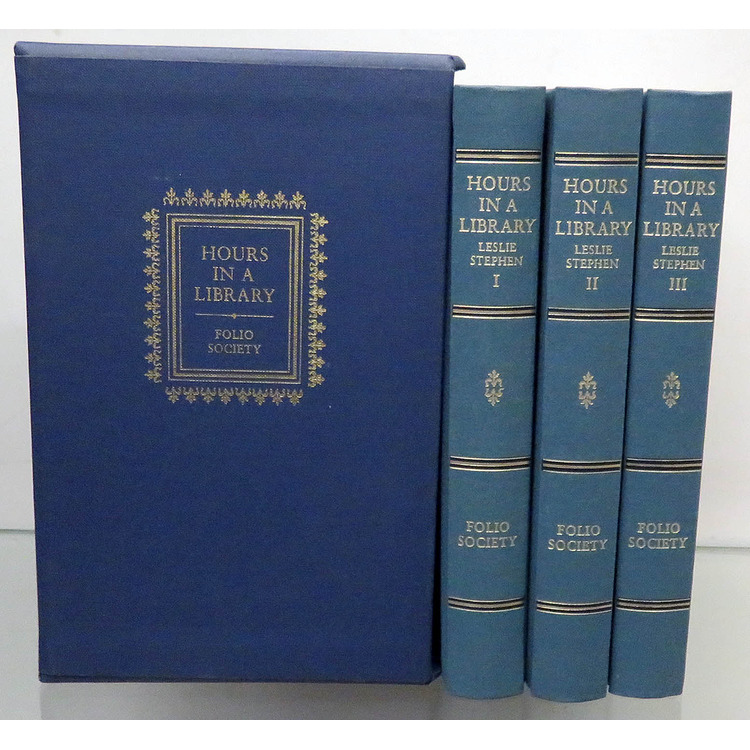 HOURS
IN A
LIBRARY
FOLIO
SOCIETY
HOURS
IN A
LIBRARY
LESLIE
STEPHEN
I
FOLIO
SOCIETY
HOURS
IN A
LIBRARY
LESLIE
STEPHEN
II
FOLIO
SOCIETY
HOURS
IN A
LIBRARY
LESLIE
STEPHEN
III
FOLIO
SOCIETY